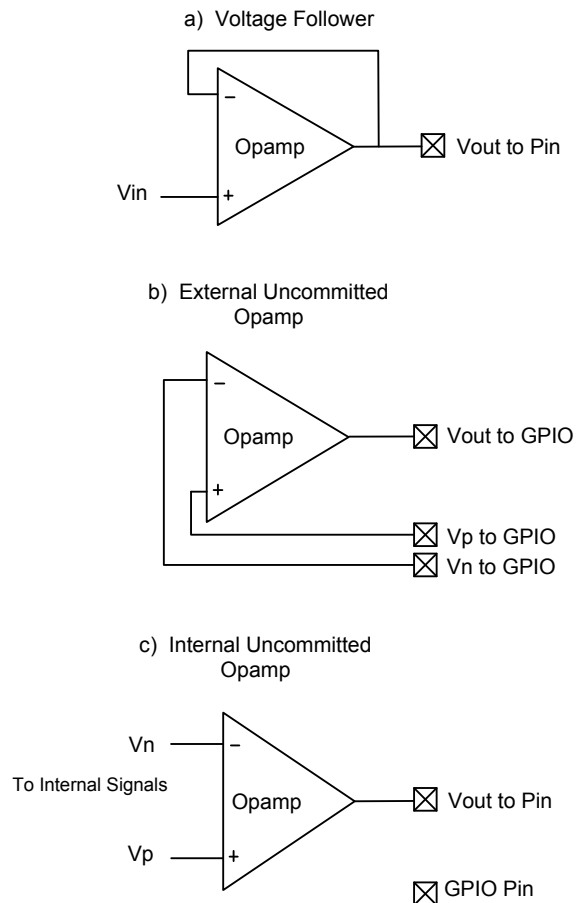 a) Voltage Follower
−
Opamp
Vout to Pin
Vin
+
b) External Uncommitted
Opamp
−
Opamp
Vout to GPIO
+
Vp to GPIO
Vn to GPIO
c) Internal Uncommitted
Opamp
Vn
−
To Internal Signals
Opamp
Vout to Pin
Vp
+
GPIO Pin